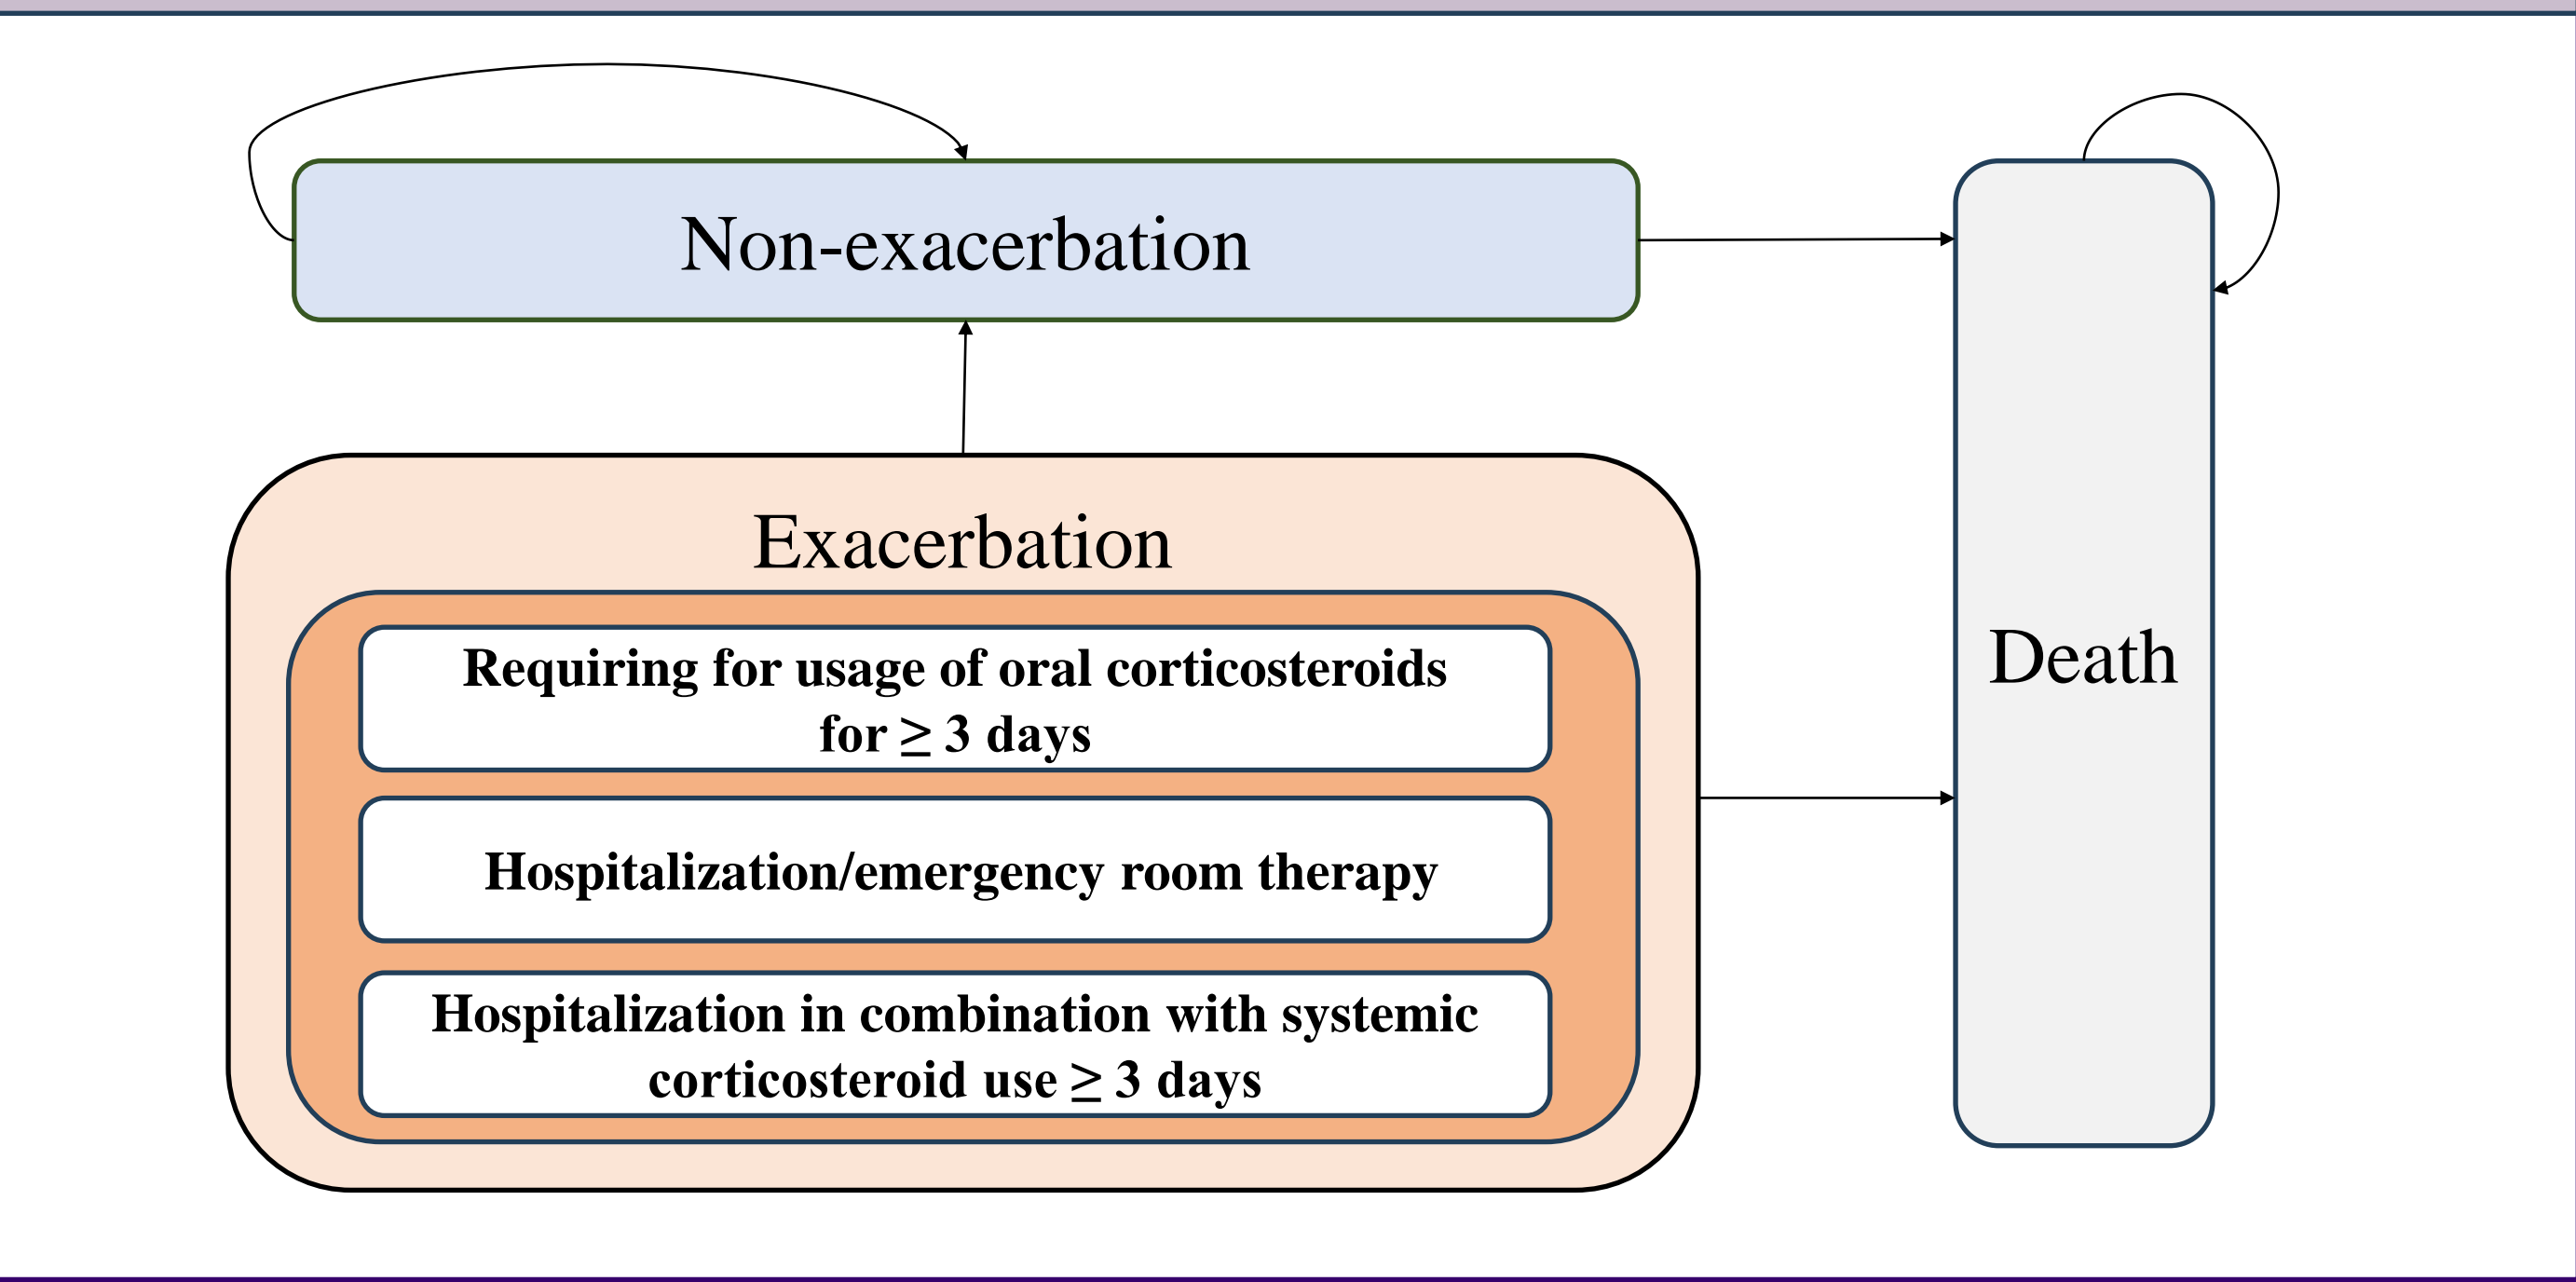 Non-exacerbation
Exacerbation
Requiring for usage of oral corticosteroids
for ≥ 3 days
Hospitalization/emergency room therapy
Hospitalization in combination with systemic
corticosteroid use ≥ 3 days
Death